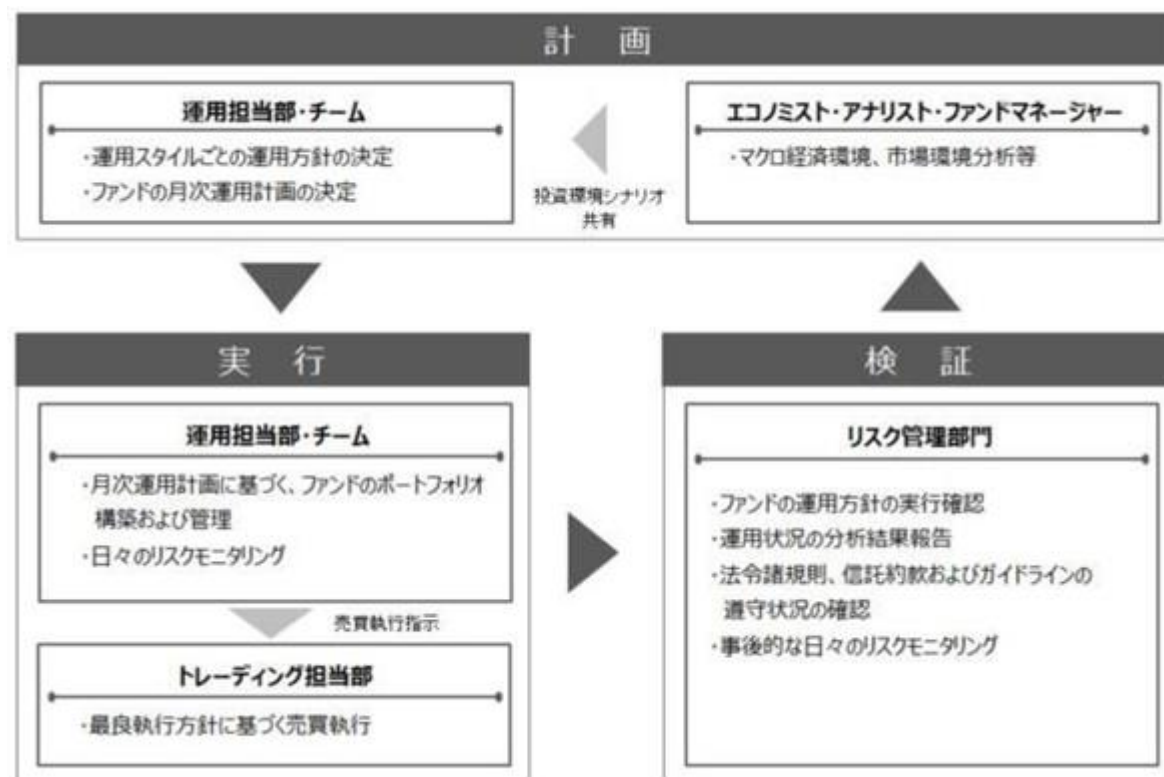 計 画
運用担当部・チーム
・運用スタイルごとの運用方針の決定
・ファンドの月次運用計画の決定
投資環境シナリオ
共有
エコノミスト・アナリスト・ファンドマネージャー
・マクロ経済環境、市場環境分析等
実 行
運用担当部・チーム
・月次運用計画に基づく、ファンドのポートフォリオ
構築および管理
・日々のリスクモニタリング
売買執行指示
トレーディング担当部
・最良執行方針に基づく売買執行
検 証
リスク管理部門
・ファンドの運用方針の実行確認
・運用状況の分析結果報告
・法令諸規則、信託約款およびガイドラインの
遵守状況の確認
・事後的な日々のリスクモニタリング